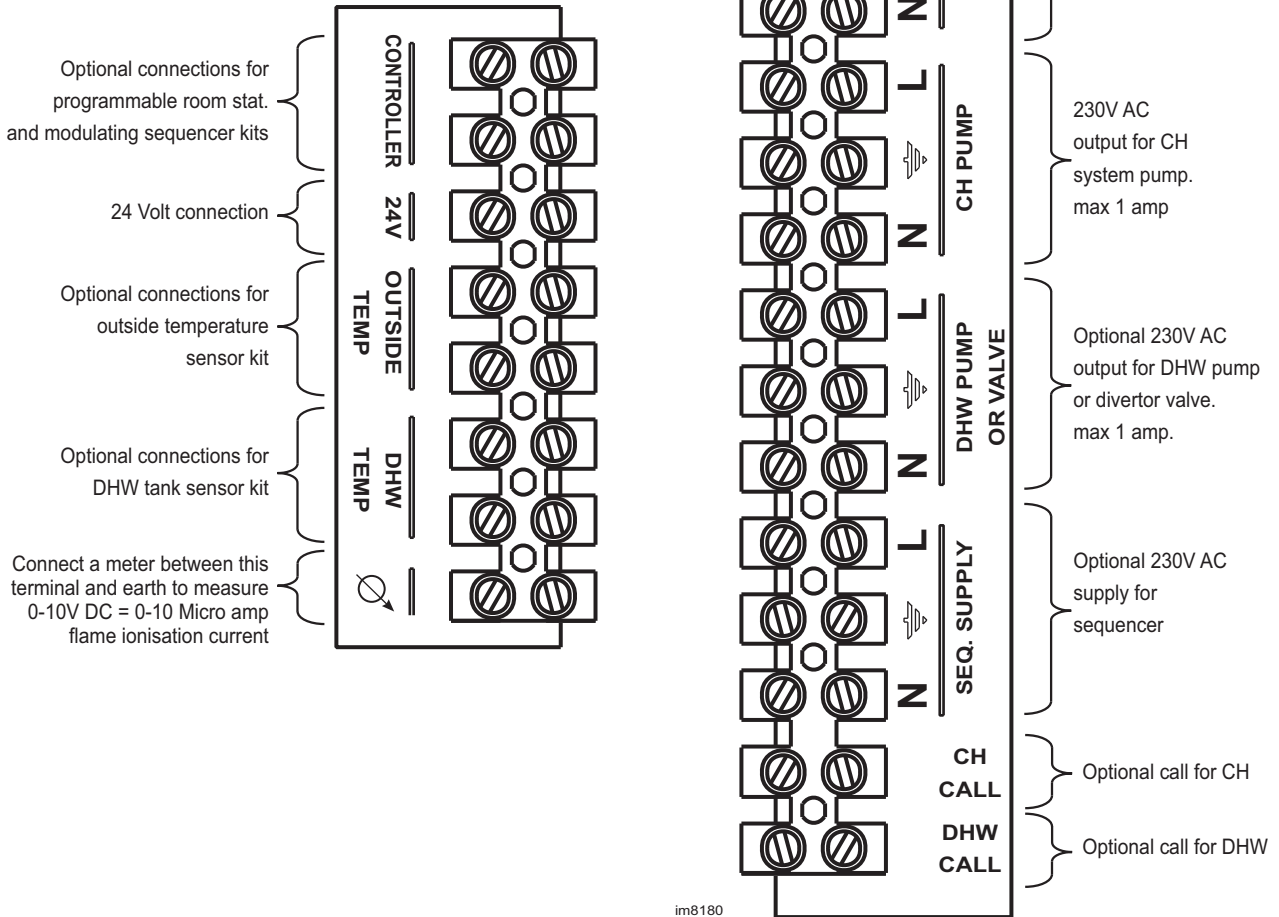 Optional connections for
programmable room stat.
and modulating sequencer kits
24 Volt connection
Optional connections for
outside temperature
sensor kit
Optional connections for
DHW tank sensor kit
Connect a meter between this
terminal and earth to measure
0-10V DC = 0-10 Micro amp
flame ionisation current
CONTROLLER
24V
OUTSIDE
TEMP
DHW
TEMP
N
L
N
CH PUMP
L
N
DHW PUMP
OR VALVE
L
N
SEQ. SUPPLY
CH
CALL
DHW
CALL
230V AC
output for CH
system pump.
max 1 amp
Optional 230V AC
output for DHW pump
or divertor valve.
max 1 amp.
Optional 230V AC
supply for
sequencer
Optional call for CH
Optional call for DHW
im8180